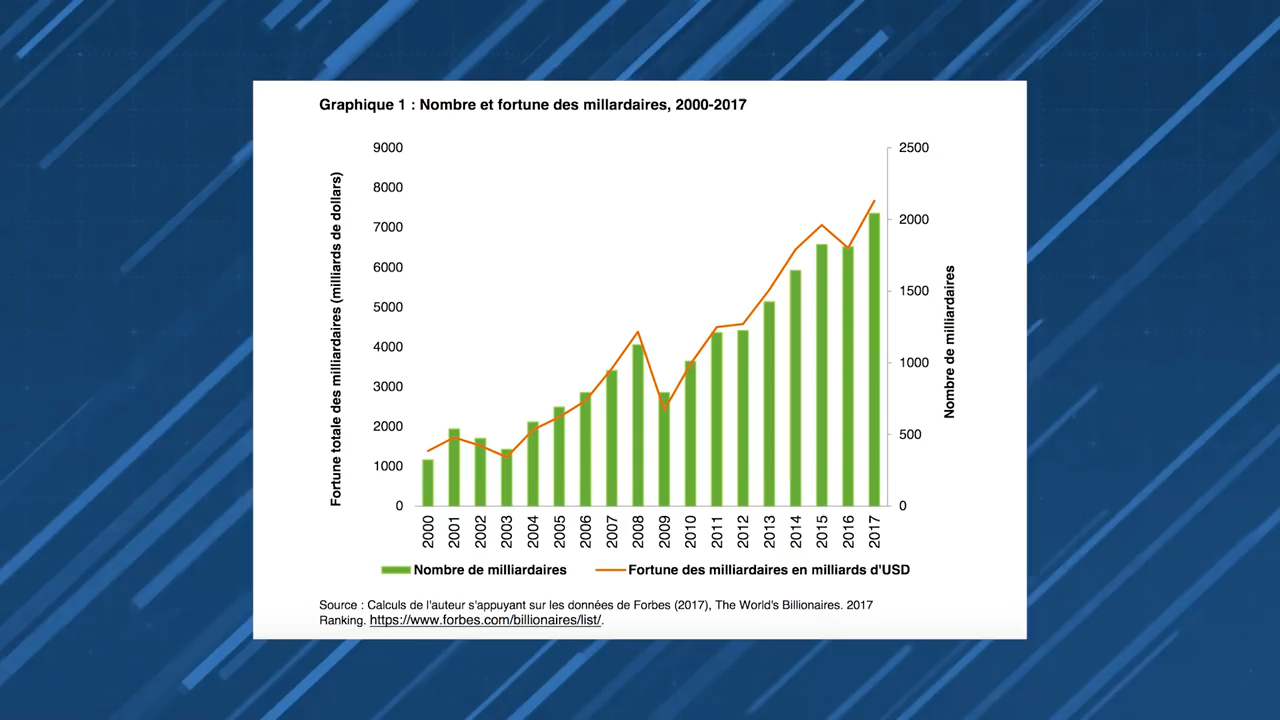 Graphique 1 : Nombre et fortune des millardaires, 2000-2017
9000
8000
7000
6000
5000
4000
3000
2000
1000
0
Fortune totale des milliardaires (milliards de dollars)
2500
2000
1500
1000
500
0
Nombre de milliardaires
2000 2001 2002 2003 2004 2005 2006 2007 2008 2009 2010 2011 2012 2013 2014 2015 2016 2017
Nombre de milliardaires Fortune des milliardaires en milliards d'USD
Source : Calculs de l'auteur s'appuyant sur les données de Forbes (2017), The World's Billionaires. 2017
Ranking. https://www.forbes.com/billionaires/list/.